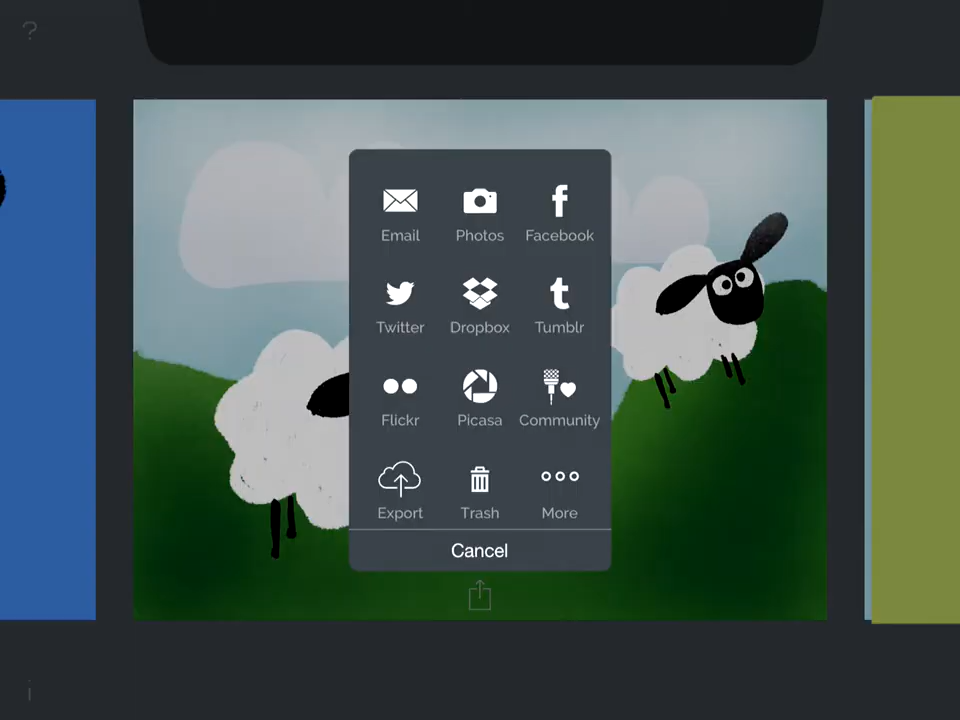 ?
Email Photos Facebook
Twitter Dropbox Tumblr
Flickr Picasa Community
Export Trash More
Cancel
i